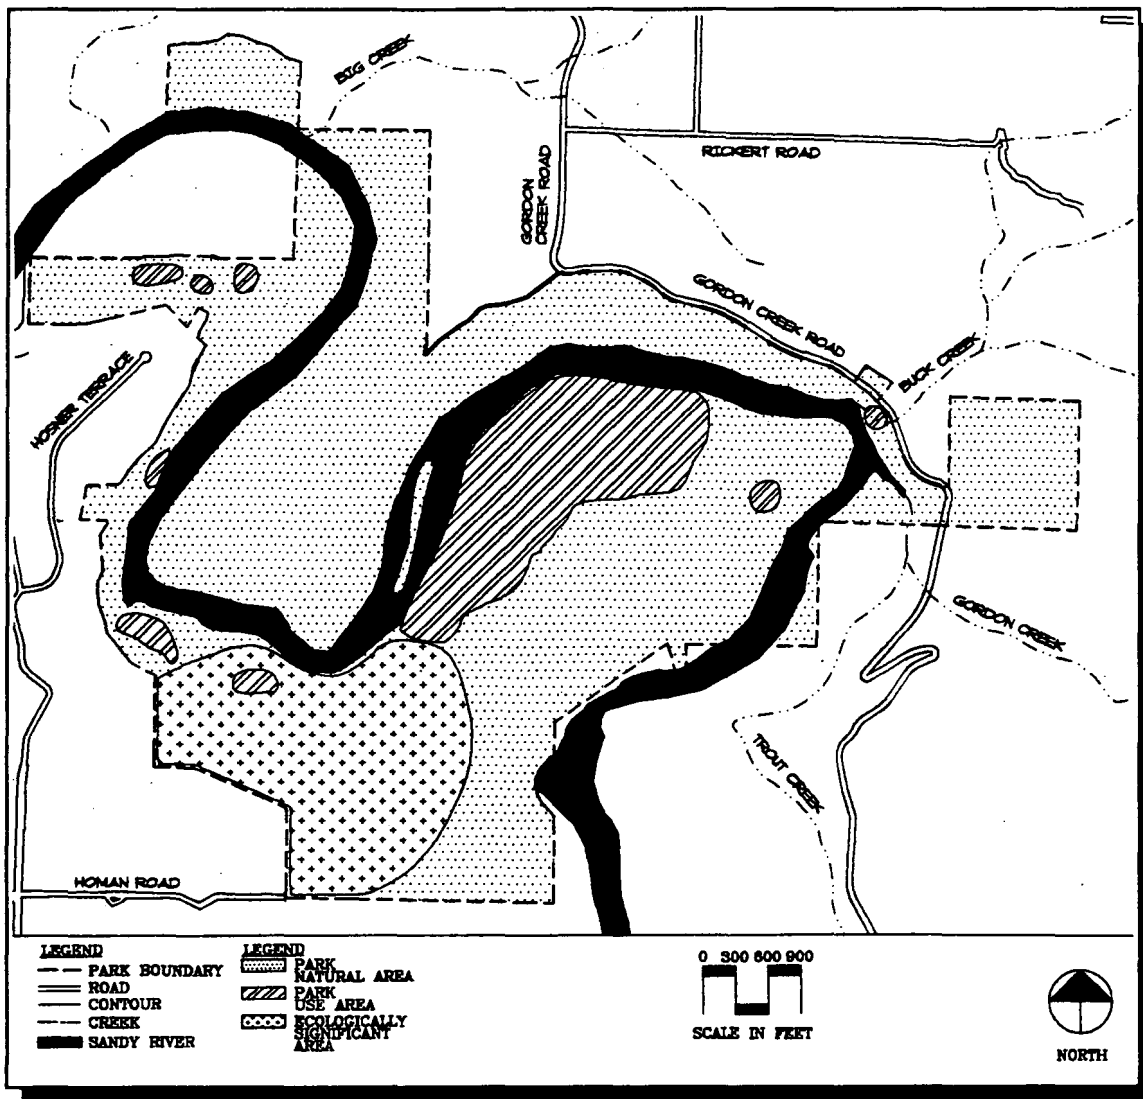 BIG CREEK
RICKERT ROAD
GORDON
CREEK ROAD
GORDON CREEK ROAD
BUCK CREEK
HOSNER TERRACE
GORDON CREEK
TROUT CREEK
HOMAN ROAD
LEGEND
PARK BOUNDARY
ROAD
CONTOUR
CREEK
SANDY RIVER
LEGEND
PARK
NATURAL AREA
PARK
USE AREA
ECOLOGICALLY
SIGNIFICANT
AREA
0 300 600 900
SCALE IN FEET
NORTH